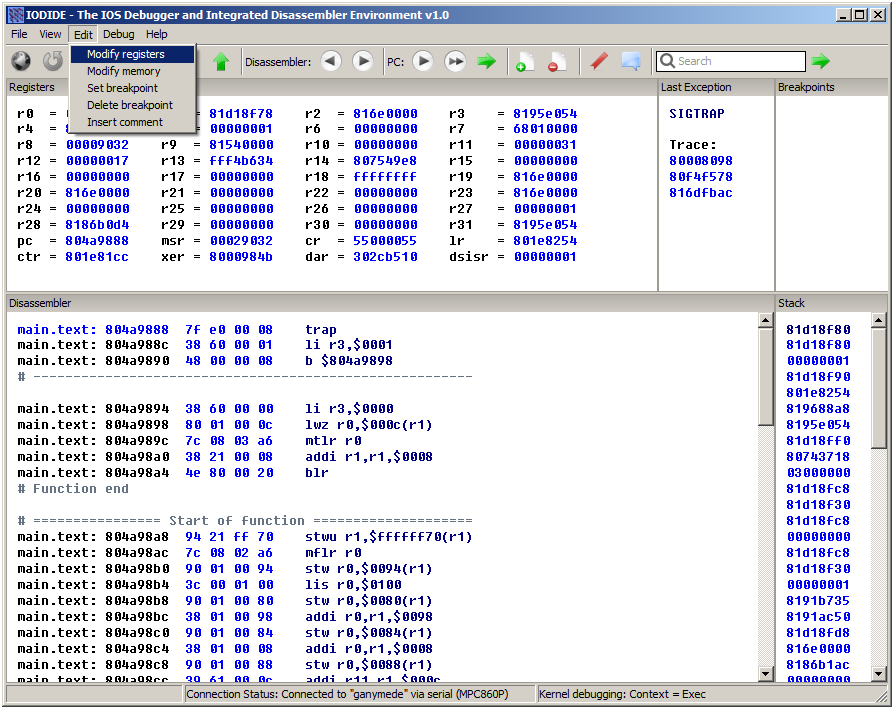 IODIDE - The IOS Debugger and Integrated Disassembler Environment v1.0
File View Edit Debug Help
Modify registers
Modify memory
Set breakpoint
Delete breakpoint
Insert comment
Disassembler: PC: Search
Registers
r0 = 81d18f78 r2 = 816e0000 r3 = 8195e054
r4 = 00000001 r6 = 00000000 r7 = 68010000
r8 = 00009032 r9 = 81540000 r10 = 00000000 r11 = 00000031
r12 = 00000017 r13 = fff4b634 r14 = 807549e8 r15 = 00000000
r16 = 00000000 r17 = 00000000 r18 = ffffffff r19 = 816e0000
r20 = 816e0000 r21 = 00000000 r22 = 00000000 r23 = 816e0000
r24 = 00000000 r25 = 00000000 r26 = 00000000 r27 = 00000001
r28 = 8186b0d4 r29 = 00000000 r30 = 00000000 r31 = 8195e054
pc = 804a9888 msr = 00029032 cr = 55000055 lr = 801e8254
ctr = 801e81cc xer = 8000984b dar = 302cb510 dsisr = 00000001
Last Exception
SIGTRAP
Trace:
80008098
80f4f578
816dfbac
Breakpoints
Disassembler
main.text: 804a9888 7f e0 00 08 trap
main.text: 804a988c 38 60 00 01 li r3,$0001
main.text: 804a9890 48 00 00 08 b $804a9898
# -------------------------------------------------------
main.text: 804a9894 38 60 00 00 li r3,$0000
main.text: 804a9898 80 01 00 0c lwz r0,$000c(r1)
main.text: 804a989c 7c 08 03 a6 mtlr r0
main.text: 804a98a0 38 21 00 08 addi r1,r1,$0008
main.text: 804a98a4 4e 80 00 20 blr
# Function end
# ================ Start of function ====================
main.text: 804a98a8 94 21 ff 70 stwu r1,$ffffff70(r1)
main.text: 804a98ac 7c 08 02 a6 mflr r0
main.text: 804a98b0 90 01 00 94 stw r0,$0094(r1)
main.text: 804a98b4 3c 00 01 00 lis r0,$0100
main.text: 804a98b8 90 01 00 80 stw r0,$0080(r1)
main.text: 804a98bc 38 01 00 98 addi r0,r1,$0098
main.text: 804a98c0 90 01 00 84 stw r0,$0084(r1)
main.text: 804a98c4 38 01 00 08 addi r0,r1,$0008
main.text: 804a98c8 90 01 00 88 stw r0,$0088(r1)
main.text: 804a98cc 39 61 00 0c addi r11,r1,$000c
Stack
81d18f80
81d18f80
00000001
81d18f90
801e8254
819688a8
8195e054
81d18ff0
80743718
03000000
81d18fc8
81d18f30
81d18fc8
00000000
81d18fc8
81d18f30
00000001
8191b735
8191ac50
81d18fd8
816e0000
8186b1ac
00000000
Connection Status: Connected to "ganymede" via serial (MPC860P)
Kernel debugging: Context = Exec